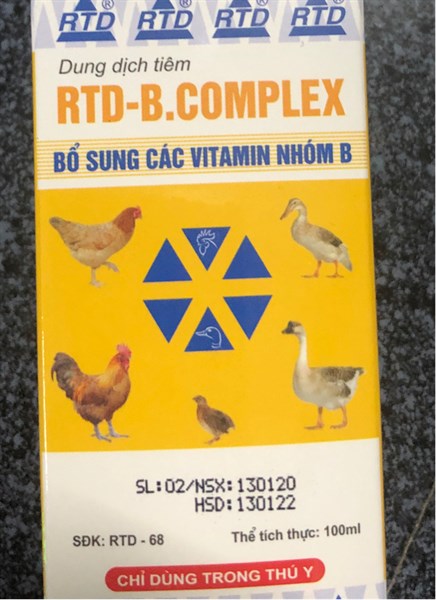 RTD ® RTD ® RTD ® RTD
Dung dịch tiêm
RTD-B.COMPLEX
BỔ SUNG CÁC VITAMIN NHÓM B
SL:02/NSX:130120
HSD:130122
SĐK: RTD - 68
Thể tích thực: 100ml
CHỈ DÙNG TRONG THÚ Y